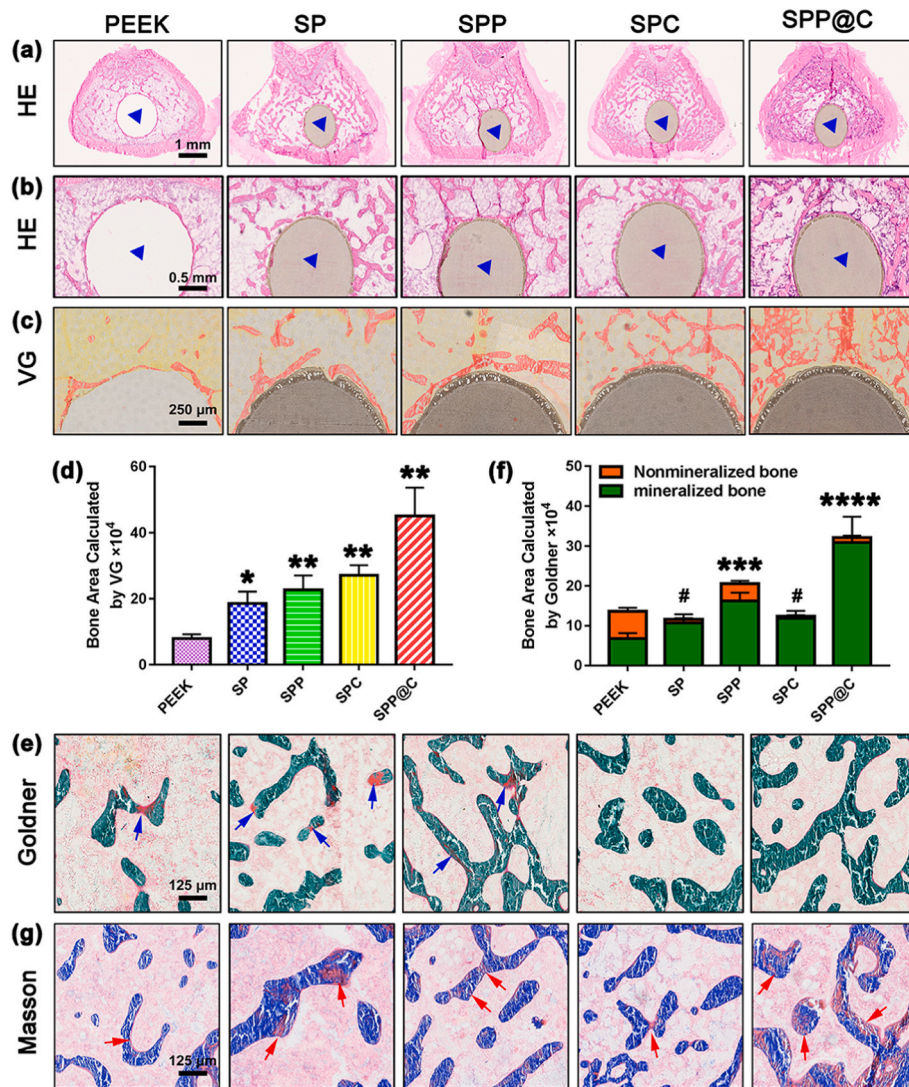 PEEK SP SPP SPC SPP@C
(a)
HE
1 mm
(b)
HE
0.5 mm
(c)
VG
250 μm
(d)
Bone Area Calculated
by VG ×10⁴
60
40
20
0
* ** ** **
PEEK SP SPP SPC SPP@C
(f)
Bone Area Calculated
by Goldner ×10⁴
50
40
30
20
10
0
Nonmineralized bone
mineralized bone
# *** # ****
PEEK SP SPP SPC SPP@C
(e)
Goldner
125 μm
(g)
Masson
125 μm